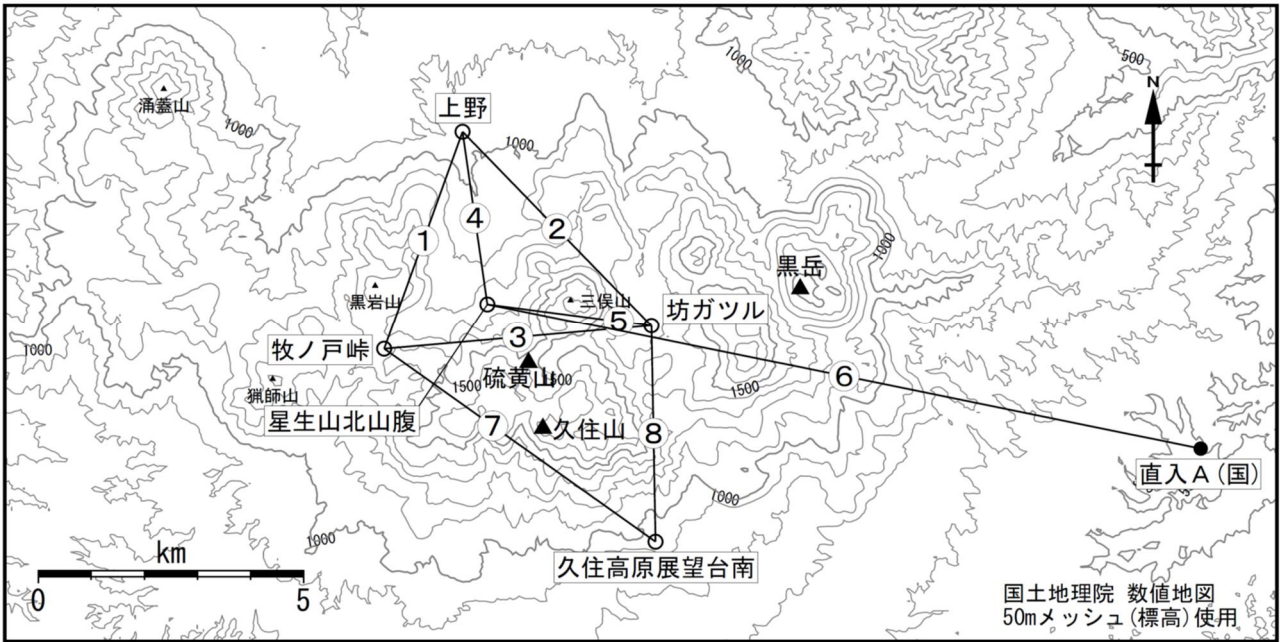 500
1000
N
涌蓋山
上野
1000
1000
4
2
1
1000
黒岳
黒岩山
三俣山
坊ガツル
5
3
牧ノ戸峠
1000
硫黄山
1500
500
1500
6
猟師山
星生山北山腹
7
久住山
8
直入A(国)
1000
1000
km
久住高原展望台南
0
5
国土地理院 数値地図
50mメッシュ(標高)使用